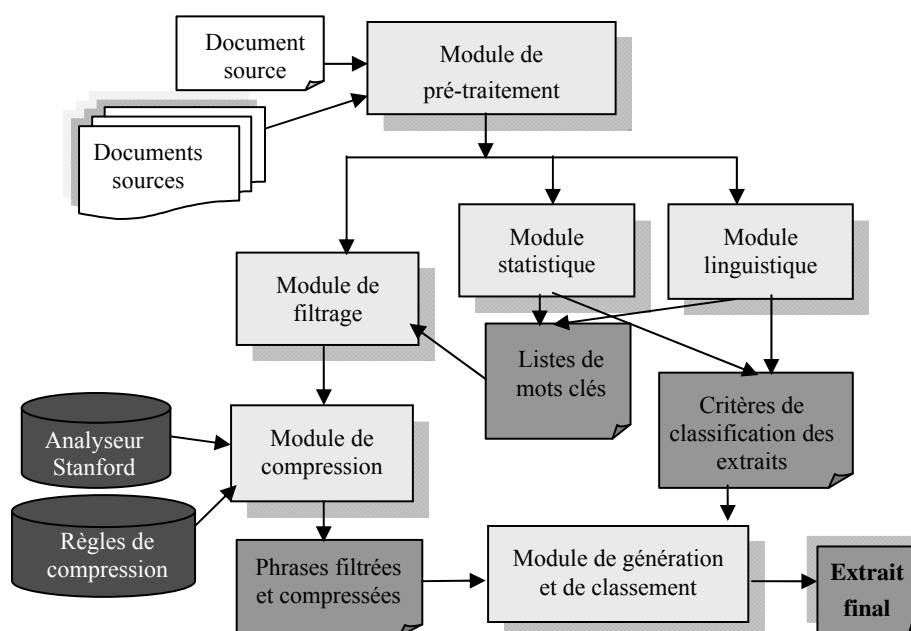 Document
source
Module de
pré-traitement
Documents
sources
Module
statistique
Module
linguistique
Module de
filtrage
Listes de
mots clés
Critères de
classification des
extraits
Analyseur
Stanford
Module de
compression
Règles de
compression
Phrases filtrées
et compressées
Module de génération
et de classement
Extrait
final